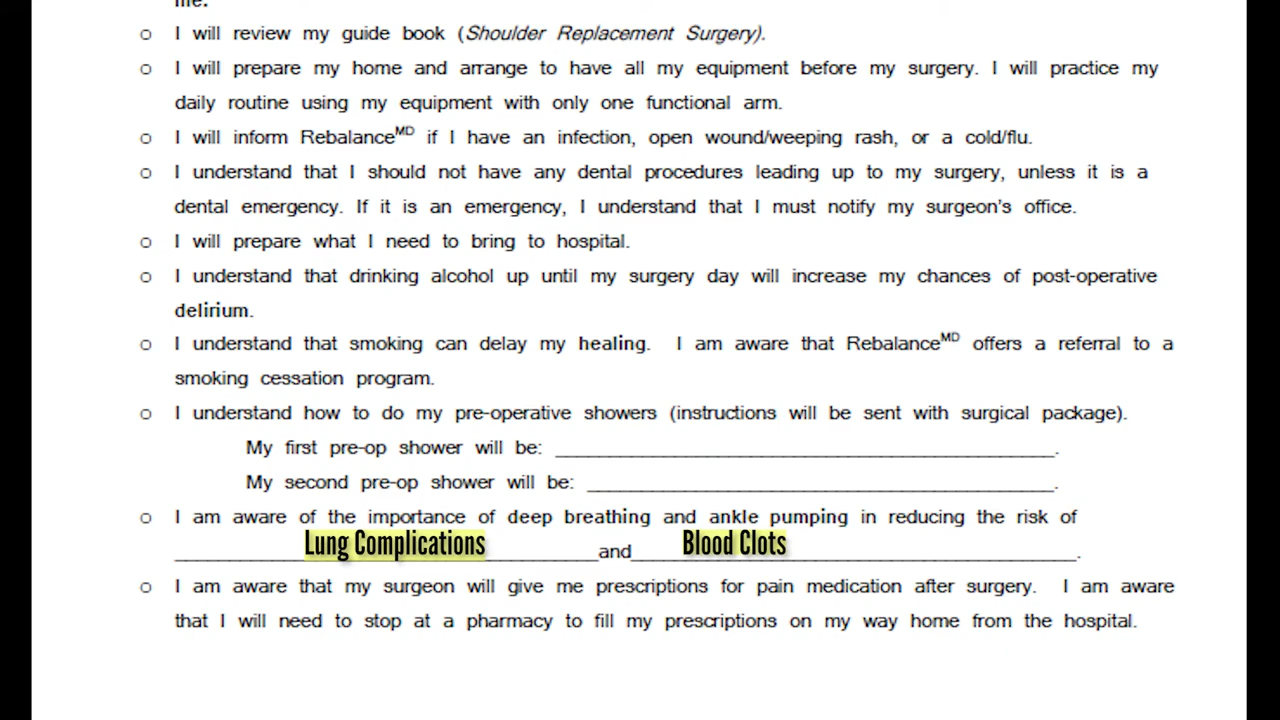 me.
I will review my guide book (Shoulder Replacement Surgery).
I will prepare my home and arrange to have all my equipment before my surgery. I will practice my
daily routine using my equipment with only one functional arm.
I will inform Rebalance^MD if I have an infection, open wound/weeping rash, or a cold/flu.
I understand that I should not have any dental procedures leading up to my surgery, unless it is a
dental emergency. If it is an emergency, I understand that I must notify my surgeon's office.
I will prepare what I need to bring to hospital.
I understand that drinking alcohol up until my surgery day will increase my chances of post-operative
delirium.
I understand that smoking can delay my healing. I am aware that Rebalance^MD offers a referral to a
smoking cessation program.
I understand how to do my pre-operative showers (instructions will be sent with surgical package).
My first pre-op shower will be: ______________________________.
My second pre-op shower will be: ______________________________.
I am aware of the importance of deep breathing and ankle pumping in reducing the risk of
Lung Complications and Blood Clots.
I am aware that my surgeon will give me prescriptions for pain medication after surgery. I am aware
that I will need to stop at a pharmacy to fill my prescriptions on my way home from the hospital.